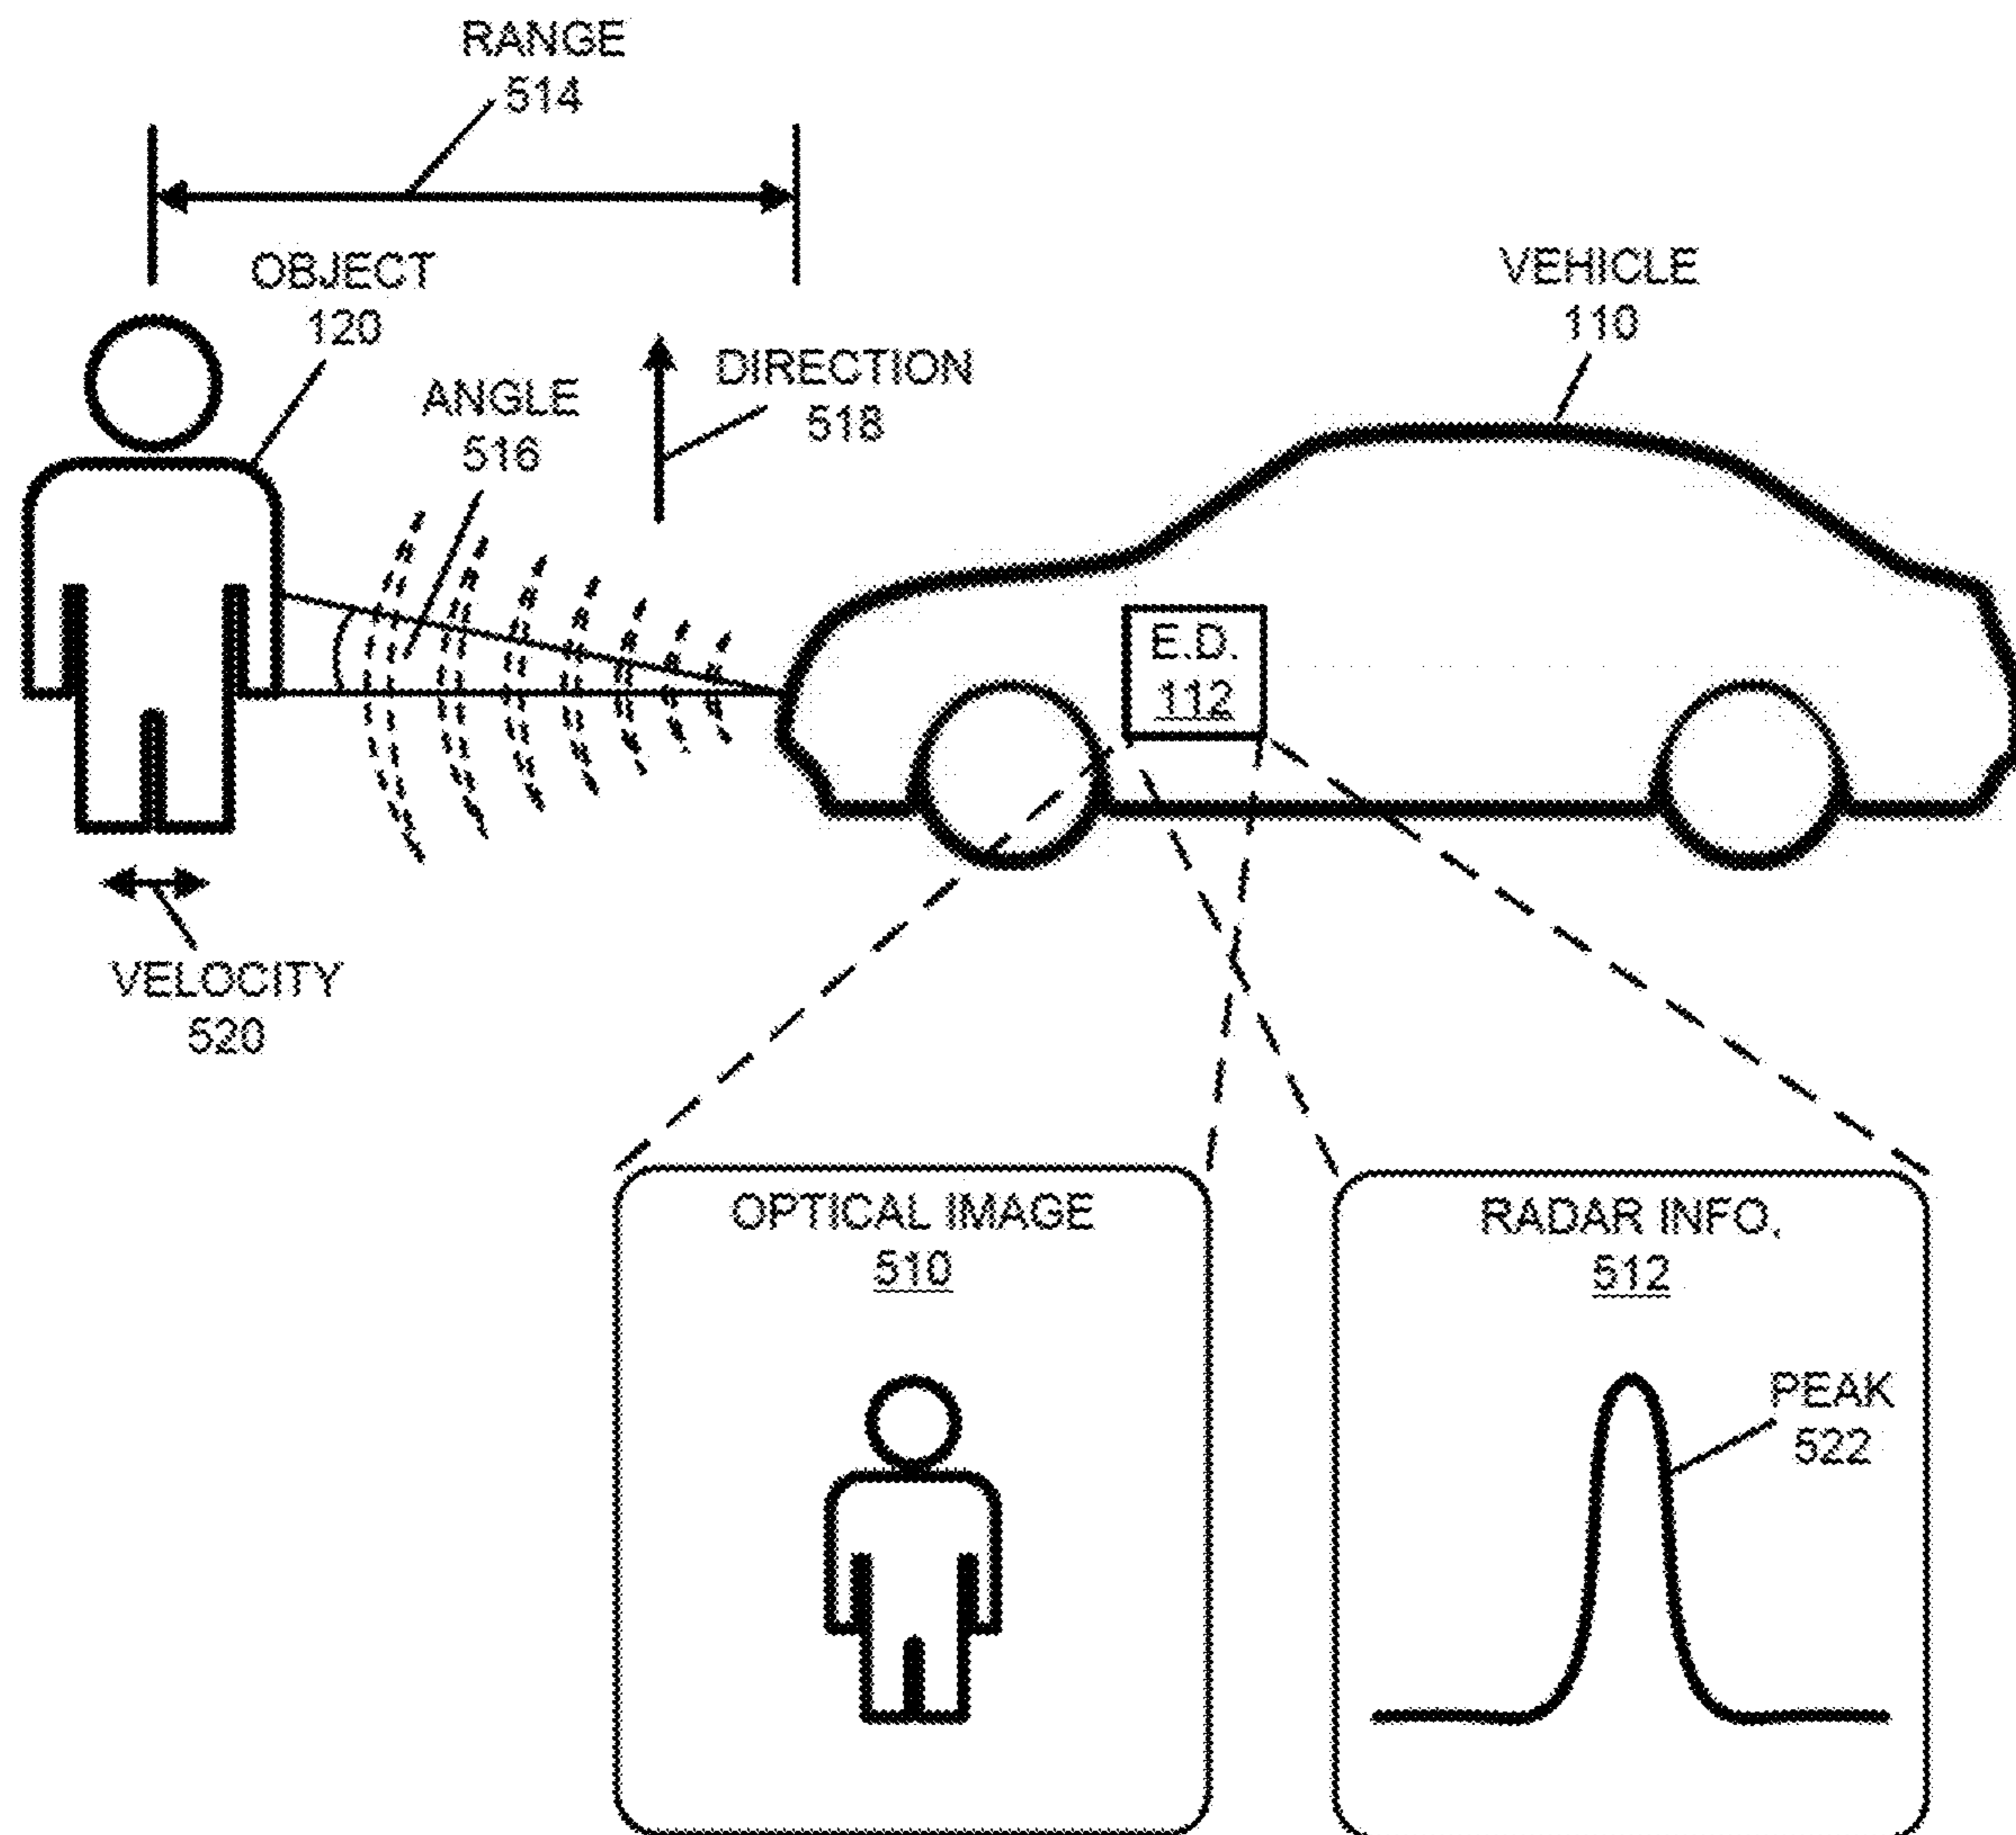 RANGE
514
OBJECT
120
VEHICLE
110
DIRECTION
518
ANGLE
516
E.D.
112
VELOCITY
520
OPTICAL IMAGE
510
RADAR INFO.
512
PEAK
522